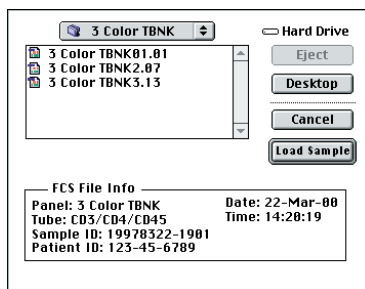 3 Color TBNK
Hard Drive
3 Color TBNK01.01
3 Color TBNK2.07
3 Color TBNK3.13
Eject
Desktop
Cancel
Load Sample
FCS File Info
Panel: 3 Color TBNK
Date: 22-Mar-00
Tube: CD3/CD4/CD45
Time: 14:20:19
Sample ID: 19978322-1901
Patient ID: 123-45-6789